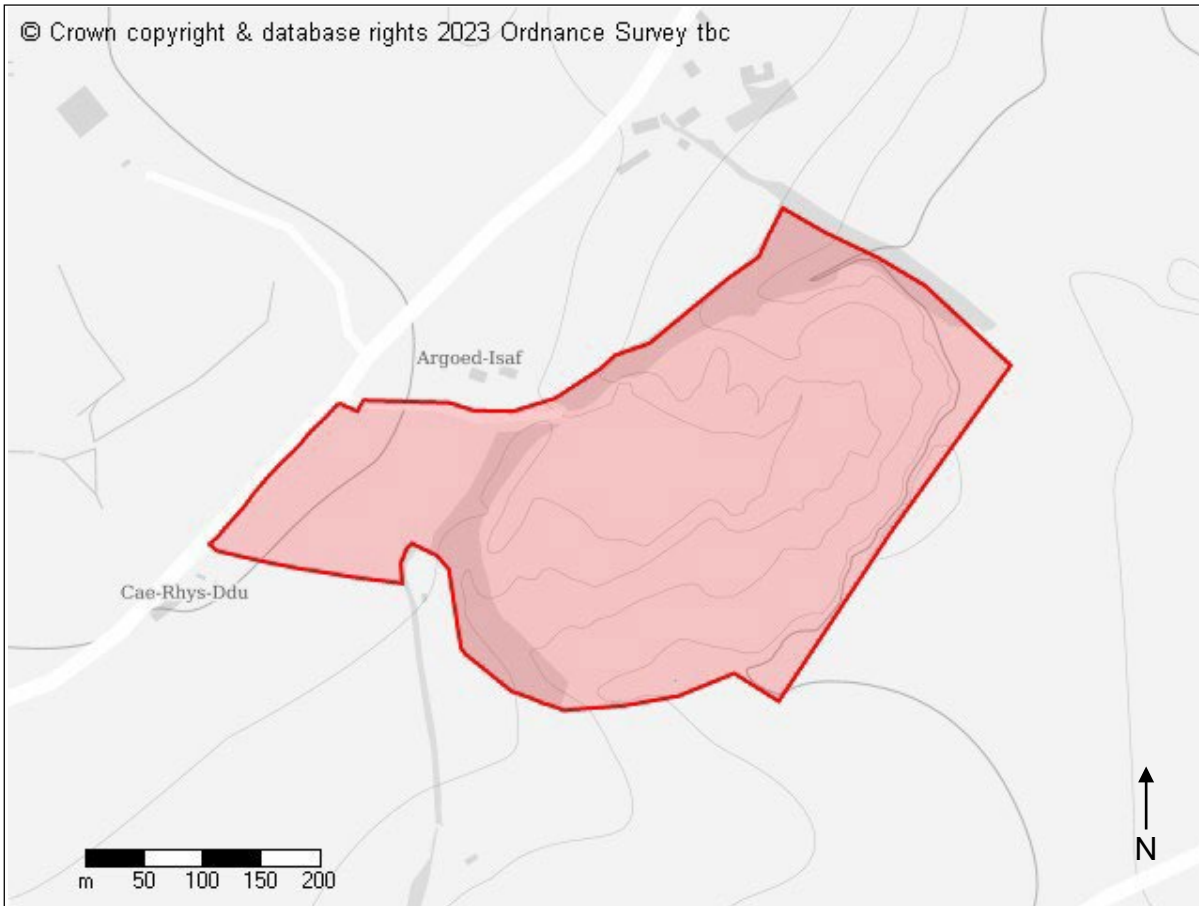 © Crown copyright & database rights 2023 Ordnance Survey tbc
Argoed-Isaf
Cae-Rhys-Ddu
m 50 100 150 200
N